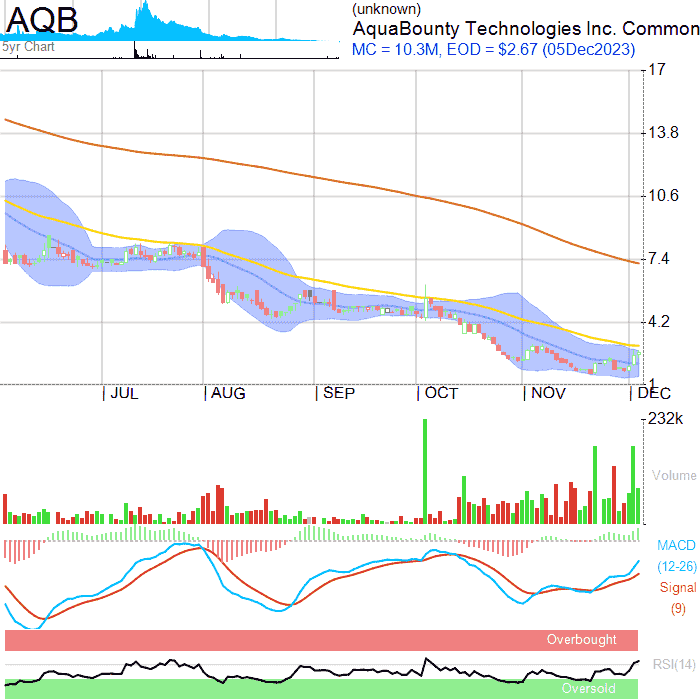 AQB
5yr Chart
(unknown)
AquaBounty Technologies Inc. Common
MC = 10.3M, EOD = $2.67 (05Dec2023)
17
13.8
10.6
7.4
4.2
1
JUL AUG SEP OCT NOV DEC
232k
Volume
MACD
(12-26)
Signal
(9)
Overbought
RSI(14)
Oversold